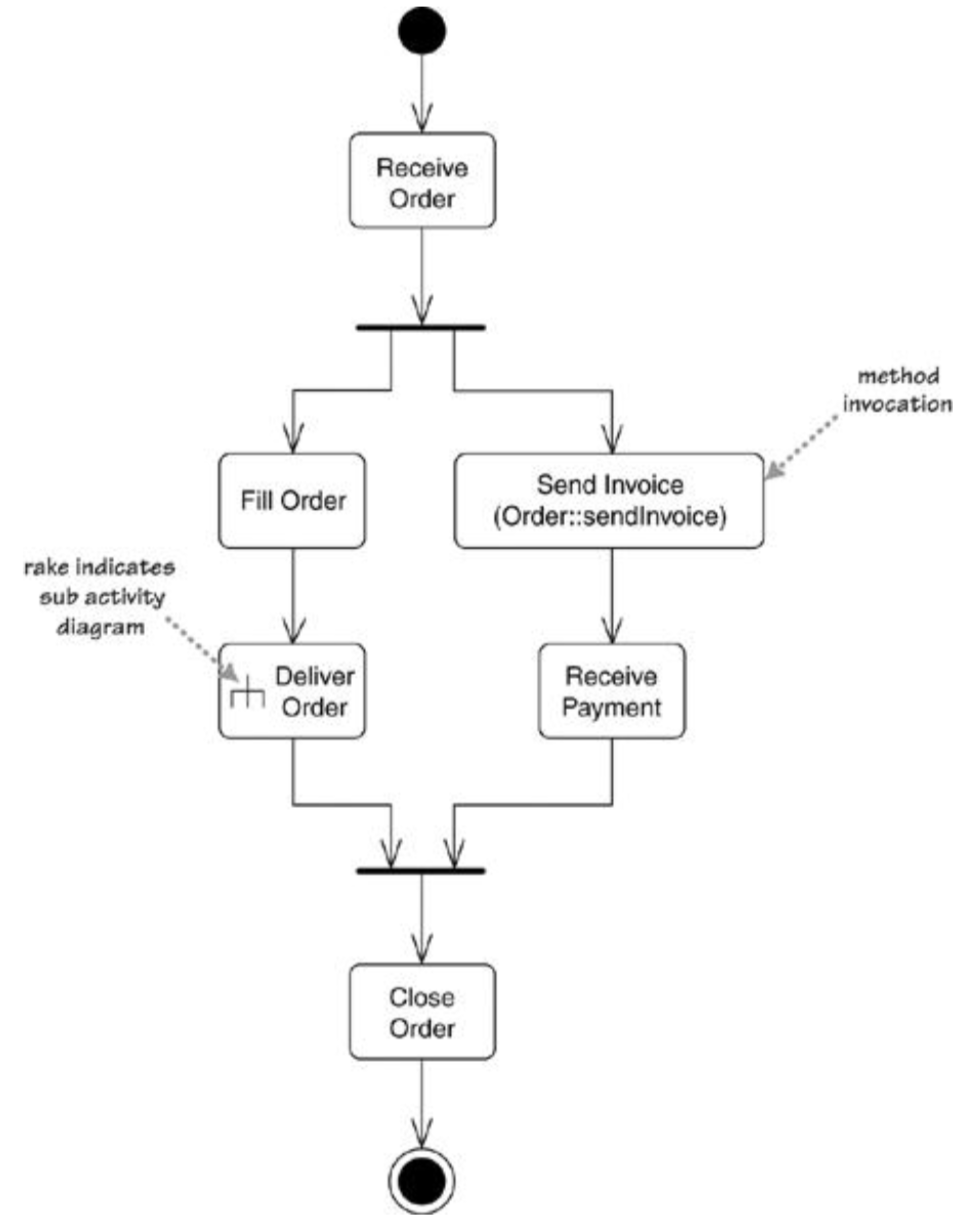 Receive
Order
method
invocation
Fill Order
Send Invoice
(Order::sendInvoice)
rake indicates
sub activity
diagram
Deliver
Order
Receive
Payment
Close
Order